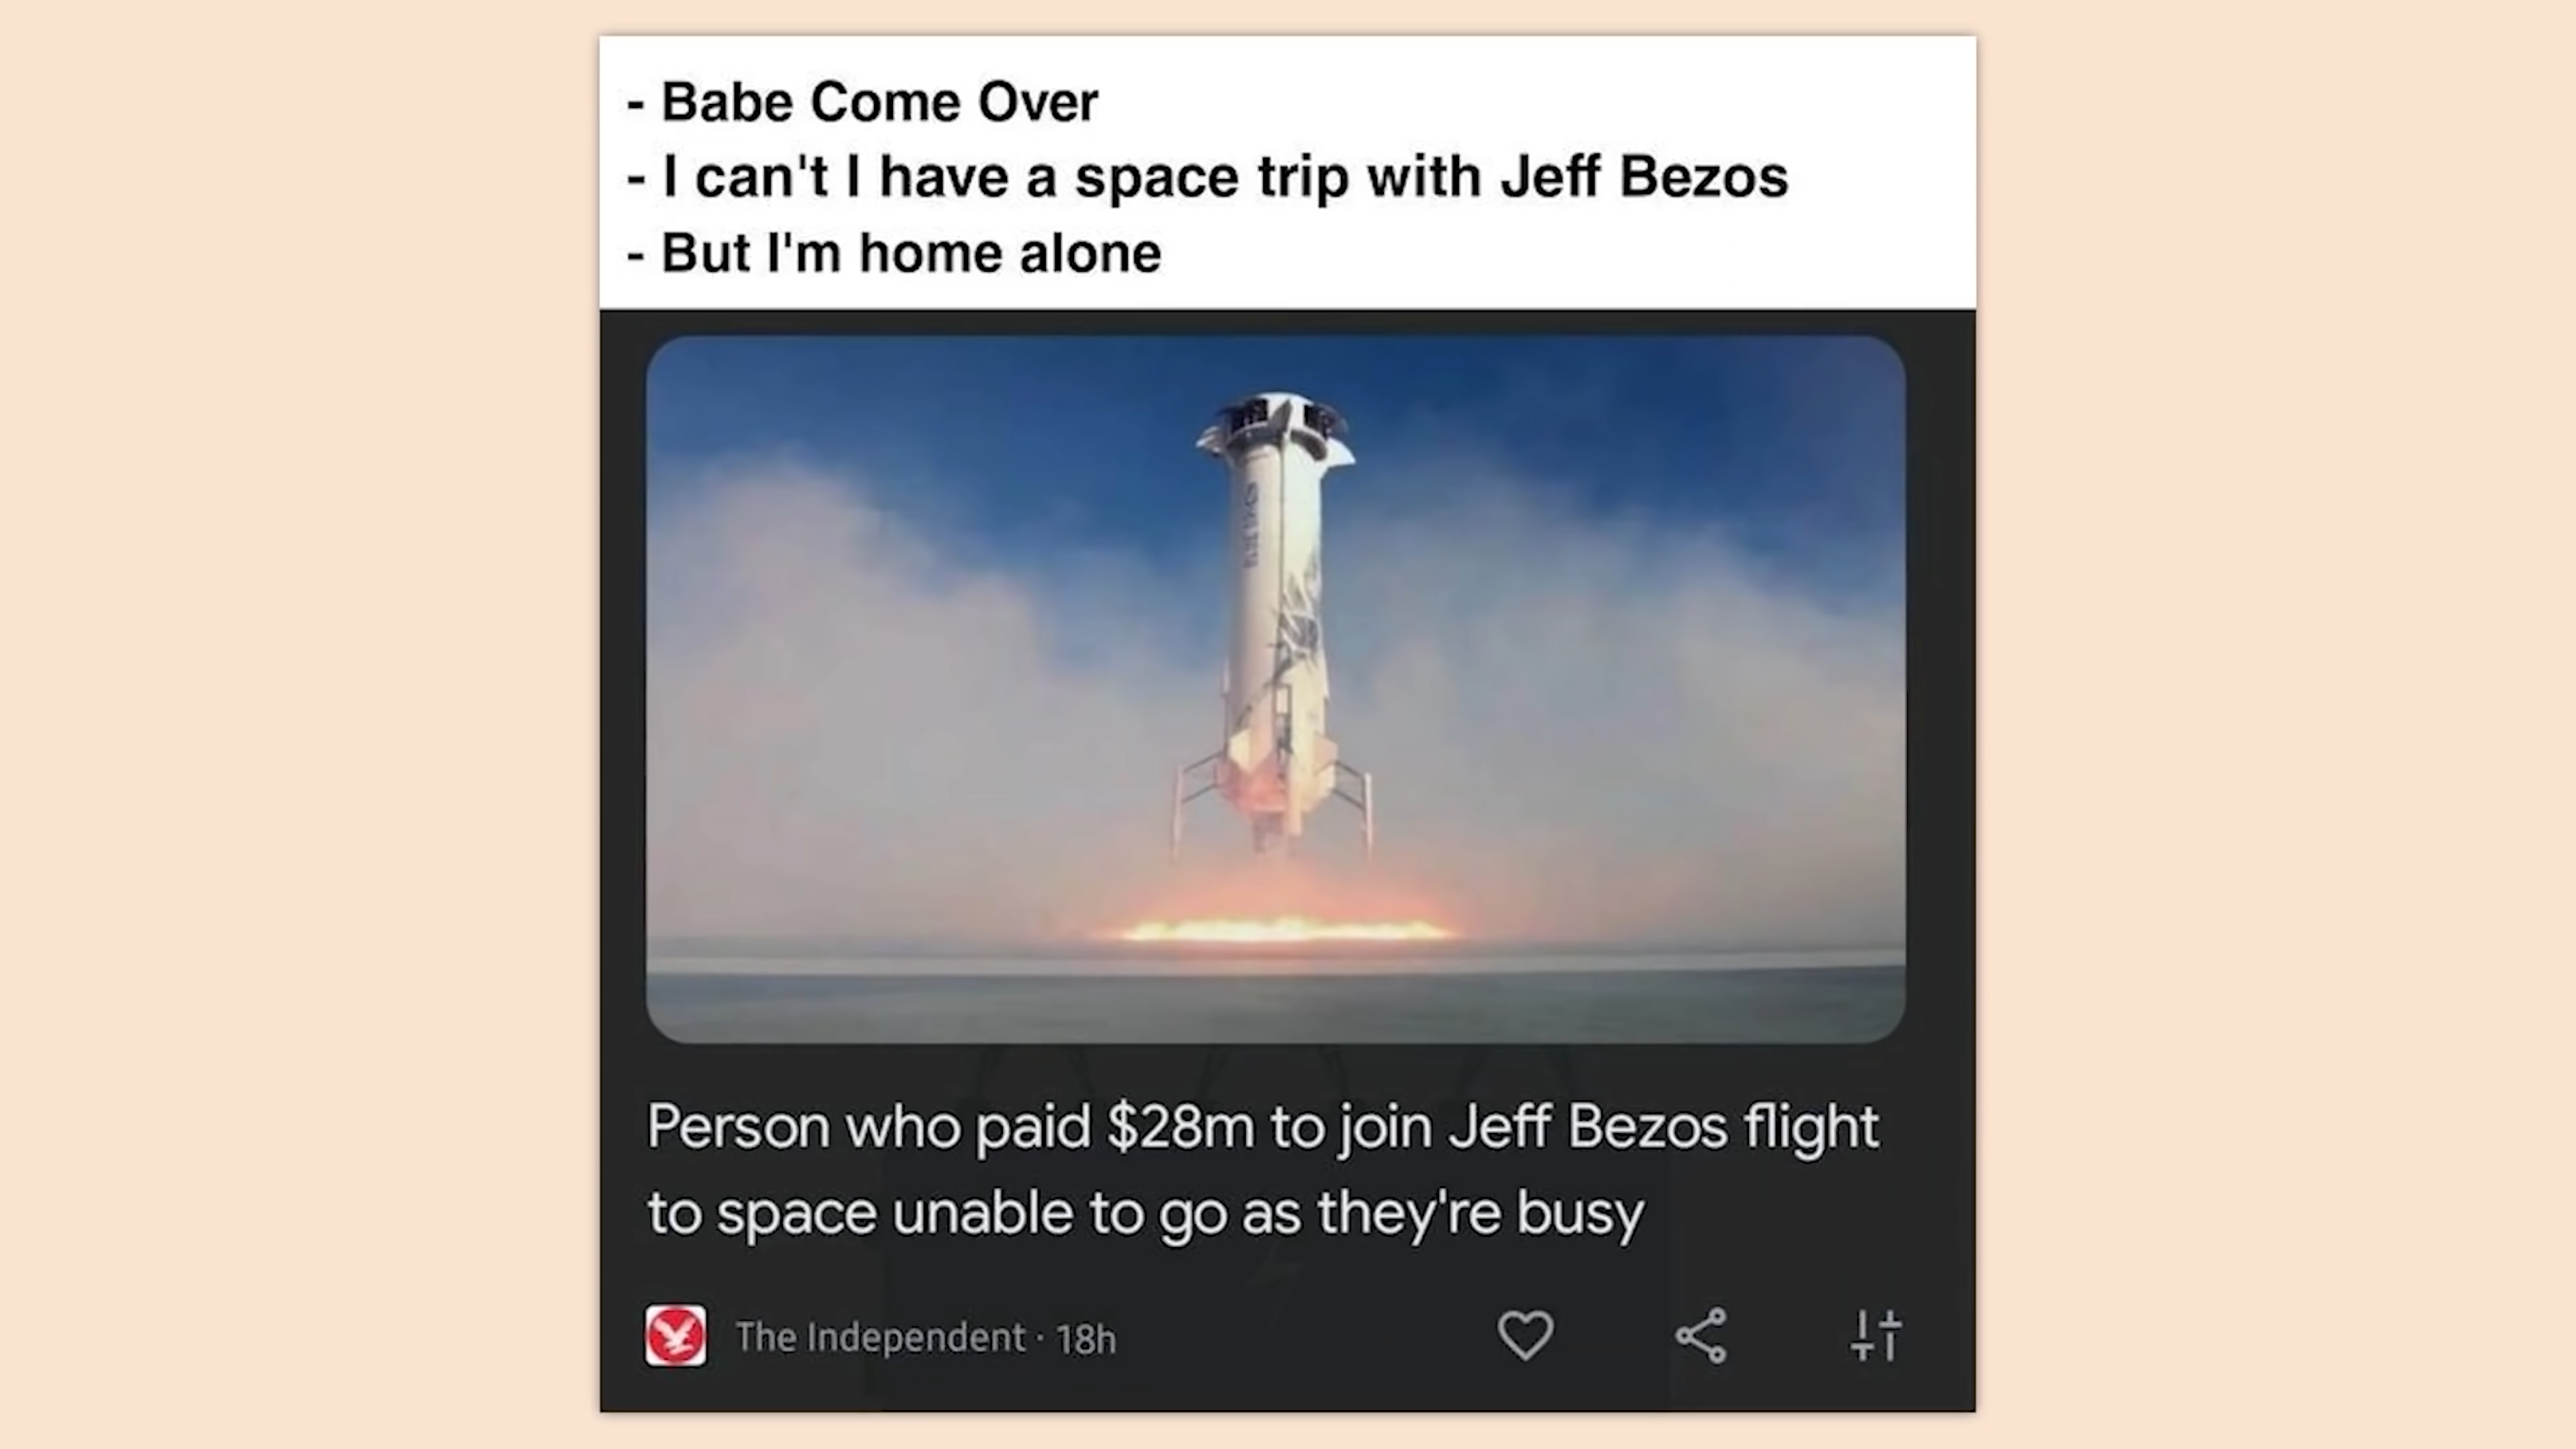 - Babe Come Over
- I can't I have a space trip with Jeff Bezos
- But I'm home alone
Person who paid $28m to join Jeff Bezos flight
to space unable to go as they're busy
The Independent · 18h